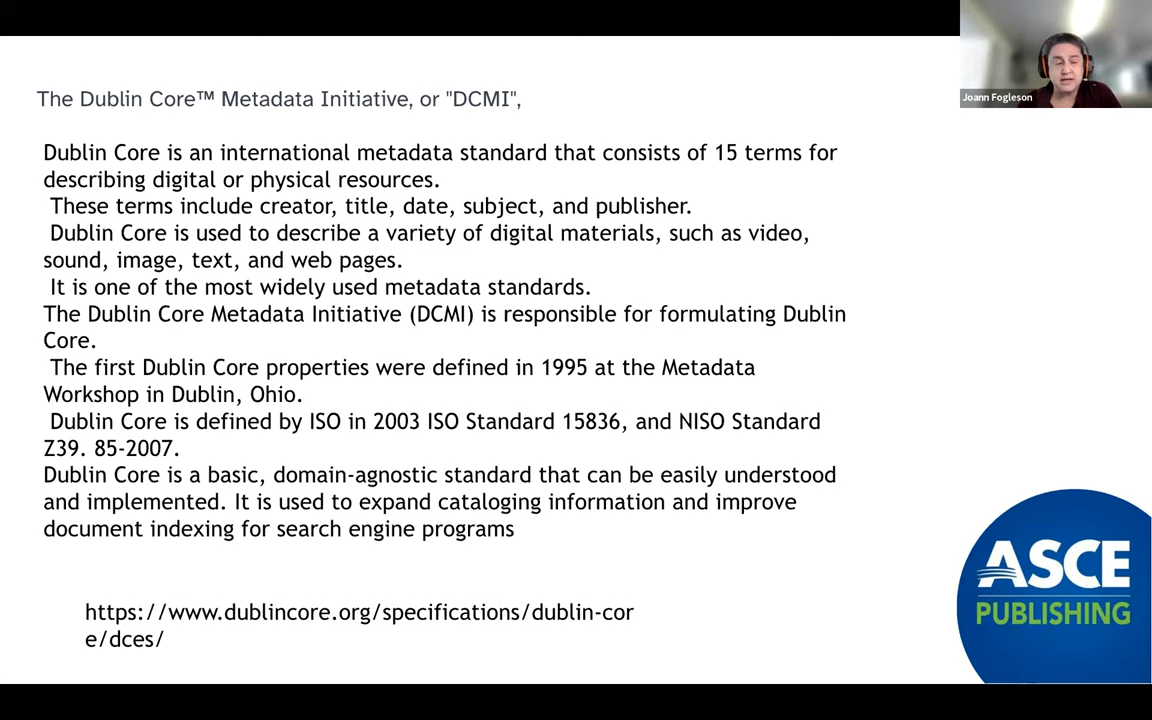 The Dublin Core™ Metadata Initiative, or "DCMI",
Dublin Core is an international metadata standard that consists of 15 terms for
describing digital or physical resources.
These terms include creator, title, date, subject, and publisher.
Dublin Core is used to describe a variety of digital materials, such as video,
sound, image, text, and web pages.
It is one of the most widely used metadata standards.
The Dublin Core Metadata Initiative (DCMI) is responsible for formulating Dublin
Core.
The first Dublin Core properties were defined in 1995 at the Metadata
Workshop in Dublin, Ohio.
Dublin Core is defined by ISO in 2003 ISO Standard 15836, and NISO Standard
Z39. 85-2007.
Dublin Core is a basic, domain-agnostic standard that can be easily understood
and implemented. It is used to expand cataloging information and improve
document indexing for search engine programs
https://www.dublincore.org/specifications/dublin-cor
e/dces/
Joann Fogleson
ASCE
PUBLISHING